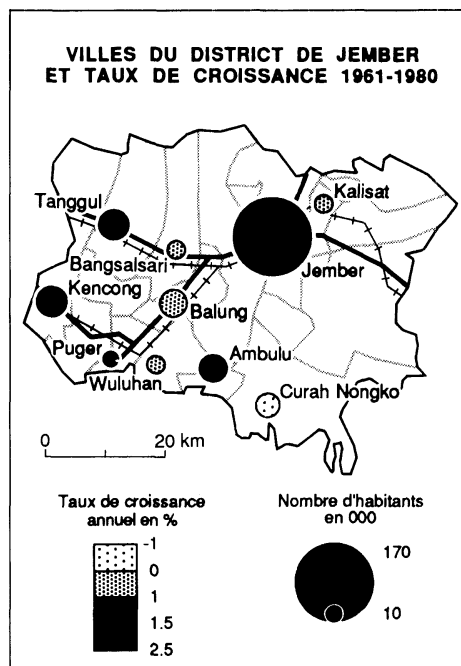 VILLES DU DISTRICT DE JEMBER
ET TAUX DE CROISSANCE 1961-1980
Kalisat
Tanggul
Bangsalsari
Jember
Kencong
Balung
Puger
Ambulu
Wuluhan
Curah Nongko
0 20 km
Taux de croissance
annuel en %
-1
0
1
1.5
2.5
Nombre d'habitants
en 000
170
10